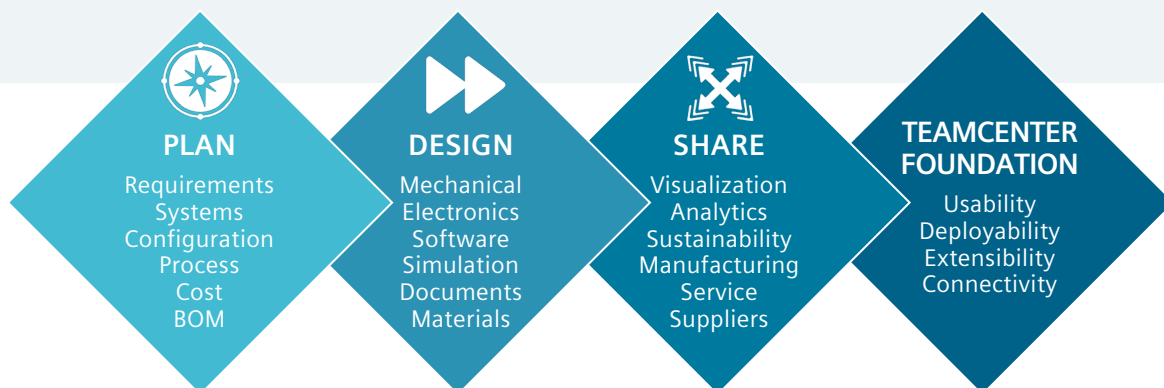 PLAN
Requirements
Systems
Configuration
Process
Cost
BOM
DESIGN
Mechanical
Electronics
Software
Simulation
Documents
Materials
SHARE
Visualization
Analytics
Sustainability
Manufacturing
Service
Suppliers
TEAMCENTER
FOUNDATION
Usability
Deployability
Extensibility
Connectivity